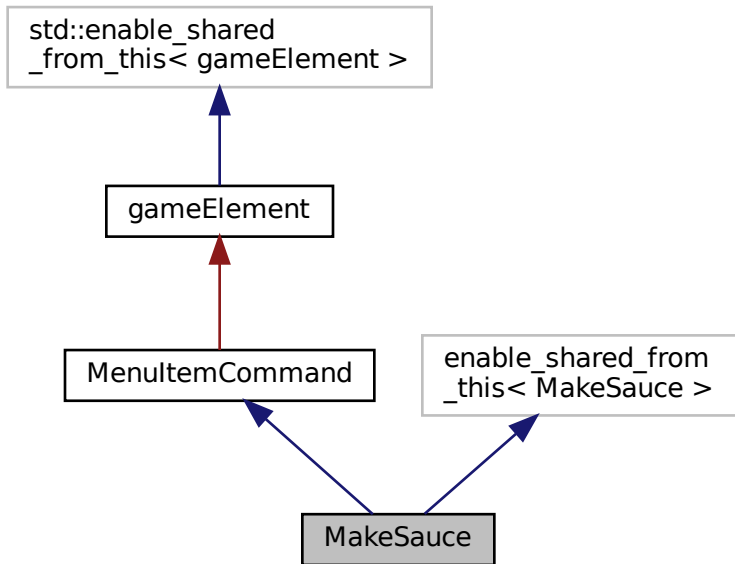 std::enable_shared
_from_this< gameElement >
gameElement
MenuItemCommand
enable_shared_from
_this< MakeSauce >
MakeSauce